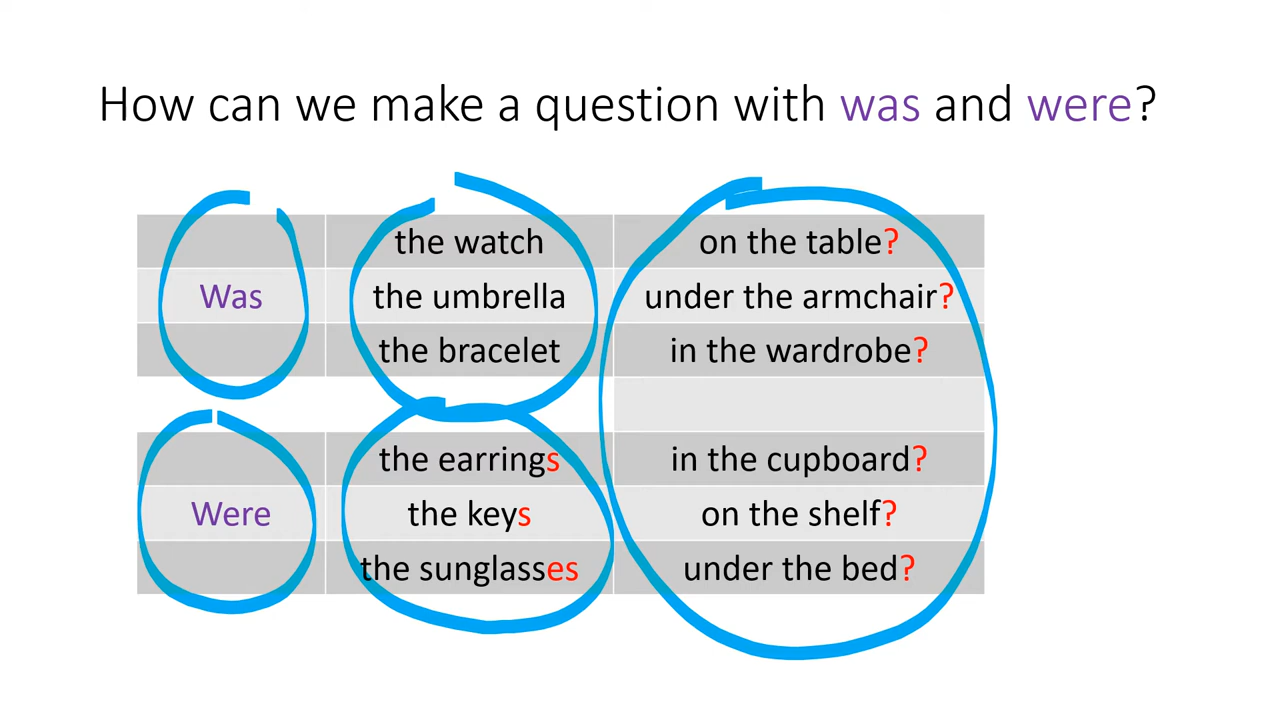 How can we make a question with was and were?
the watch on the table?
Was the umbrella under the armchair?
the bracelet in the wardrobe?
the earrings in the cupboard?
Were the keys on the shelf?
the sunglasses under the bed?